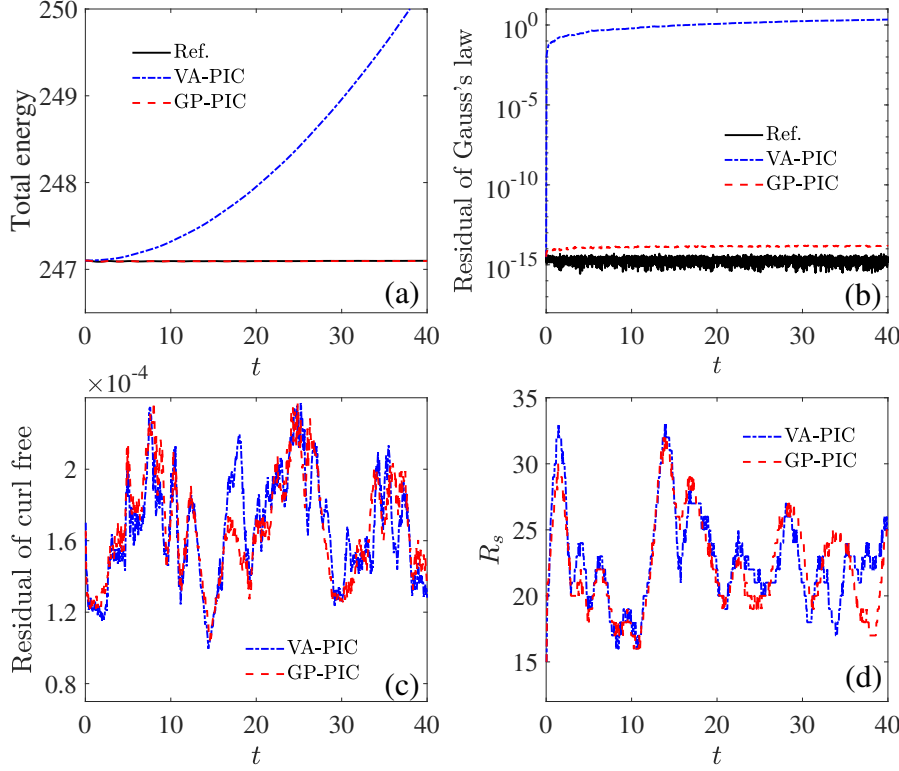 250
249
248
247
Total energy
Ref.
VA-PIC
GP-PIC
(a)
0 10 20 30 40
t
10^0
10^-5
10^-10
10^-15
Residual of Gauss's law
Ref.
VA-PIC
GP-PIC
(b)
0 10 20 30 40
t
×10^-4
2.4
2
1.6
1.2
0.8
Residual of curl free
VA-PIC
GP-PIC
(c)
0 10 20 30 40
t
35
30
25
20
15
R_s
VA-PIC
GP-PIC
(d)
0 10 20 30 40
t